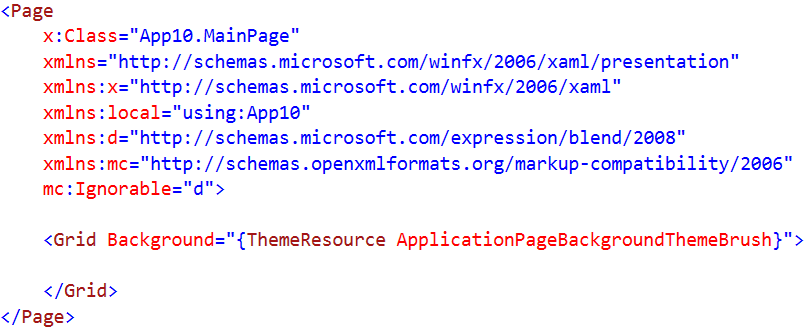 <Page
    x:Class="App10.MainPage"
    xmlns="http://schemas.microsoft.com/winfx/2006/xaml/presentation"
    xmlns:x="http://schemas.microsoft.com/winfx/2006/xaml"
    xmlns:local="using:App10"
    xmlns:d="http://schemas.microsoft.com/expression/blend/2008"
    xmlns:mc="http://schemas.openxmlformats.org/markup-compatibility/2006"
    mc:Ignorable="d">

    <Grid Background="{ThemeResource ApplicationPageBackgroundThemeBrush}">

    </Grid>
</Page>